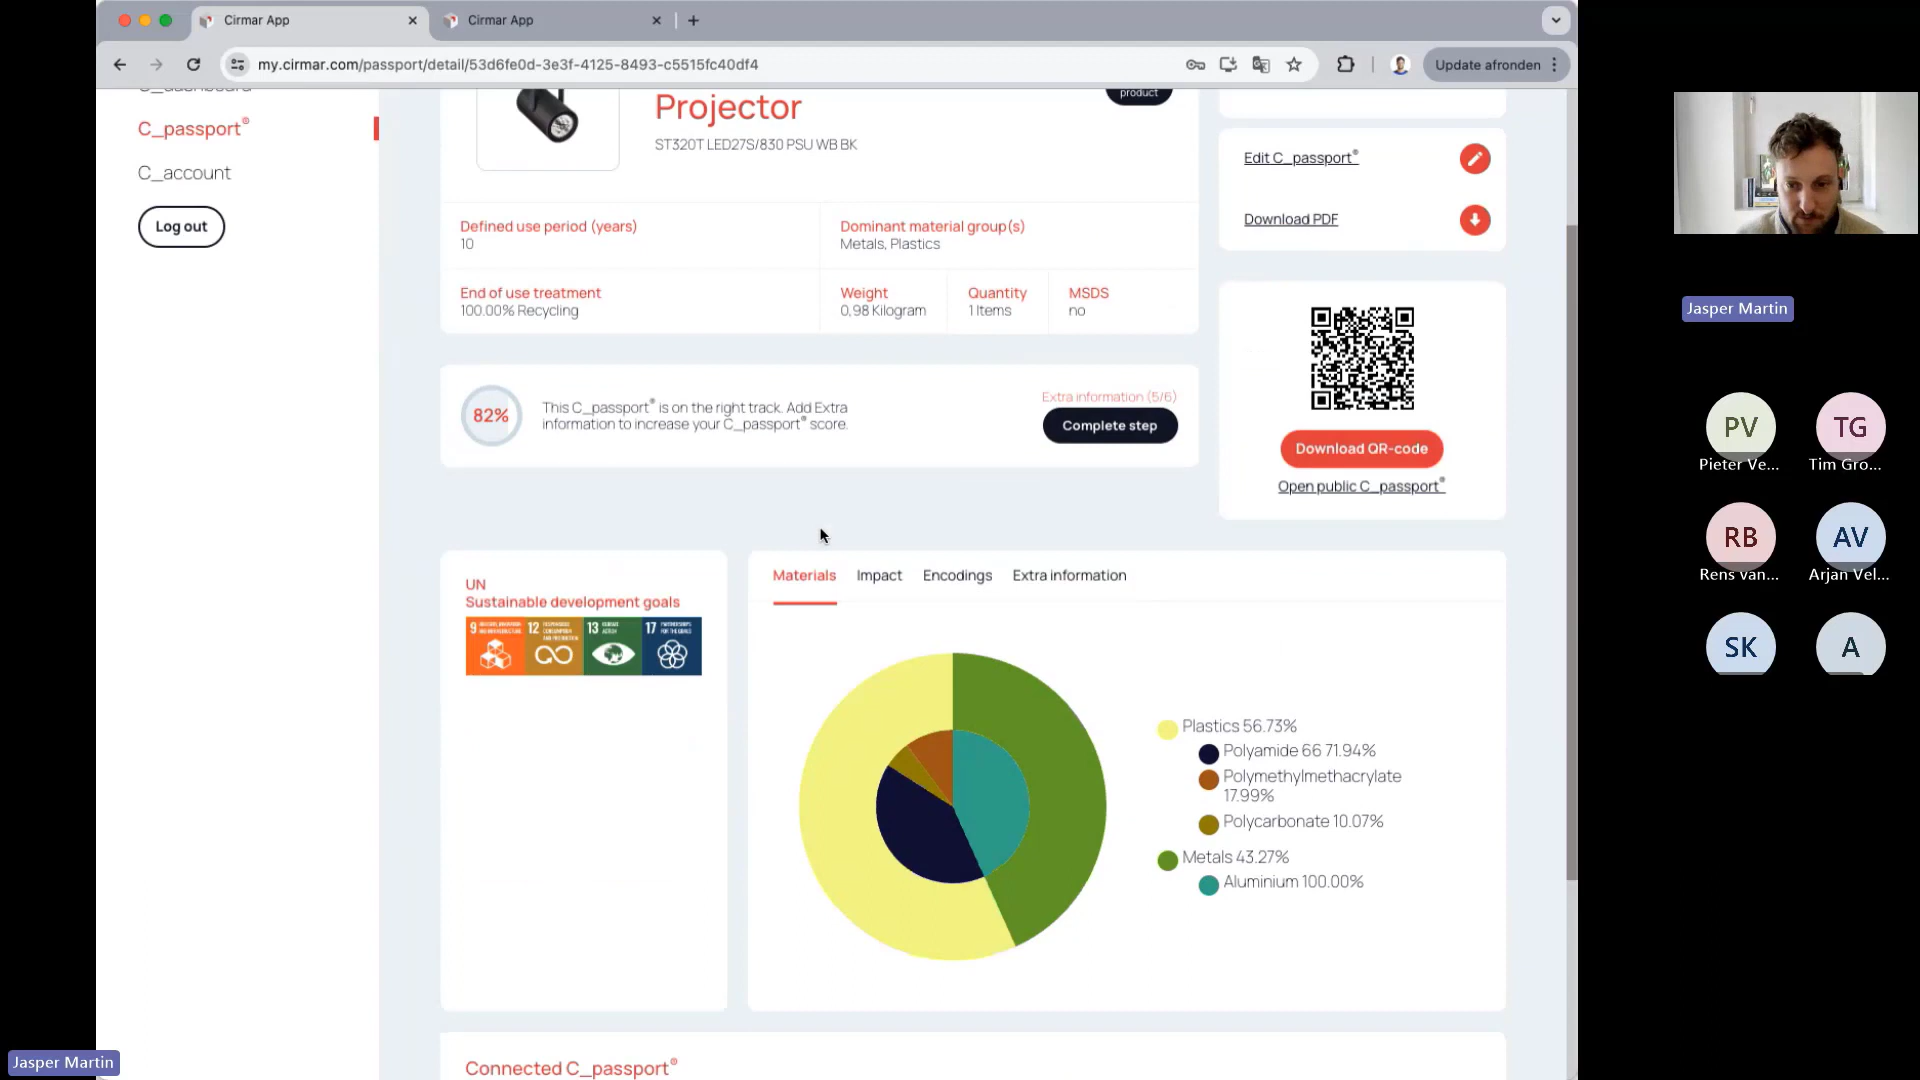 Cirmar App
Cirmar App
my.cirmar.com/passport/detail/53d6fe0d-3e3f-4125-8493-c5515fc40df4
Update afronden
C_dashboard
C_passport®
C_account
Log out
Projector
ST320T LED27S/830 PSU WB BK
product
Defined use period (years)
10
Dominant material group(s)
Metals, Plastics
End of use treatment
100.00% Recycling
Weight
0,98 Kilogram
Quantity
1 Items
MSDS
no
Edit C_passport®
Download PDF
82%
This C_passport® is on the right track. Add Extra
information to increase your C_passport® score.
Extra information (5/6)
Complete step
Download QR-code
Open public C_passport®
UN
Sustainable development goals
9
12
13
17
Materials
Impact
Encodings
Extra information
Plastics 56.73%
Polyamide 66 71.94%
Polymethylmethacrylate
17.99%
Polycarbonate 10.07%
Metals 43.27%
Aluminium 100.00%
Connected C_passport®
Jasper Martin
Jasper Martin
PV
Pieter Ve...
TG
Tim Gro...
RB
Rens van...
AV
Arjan Vel...
SK
A